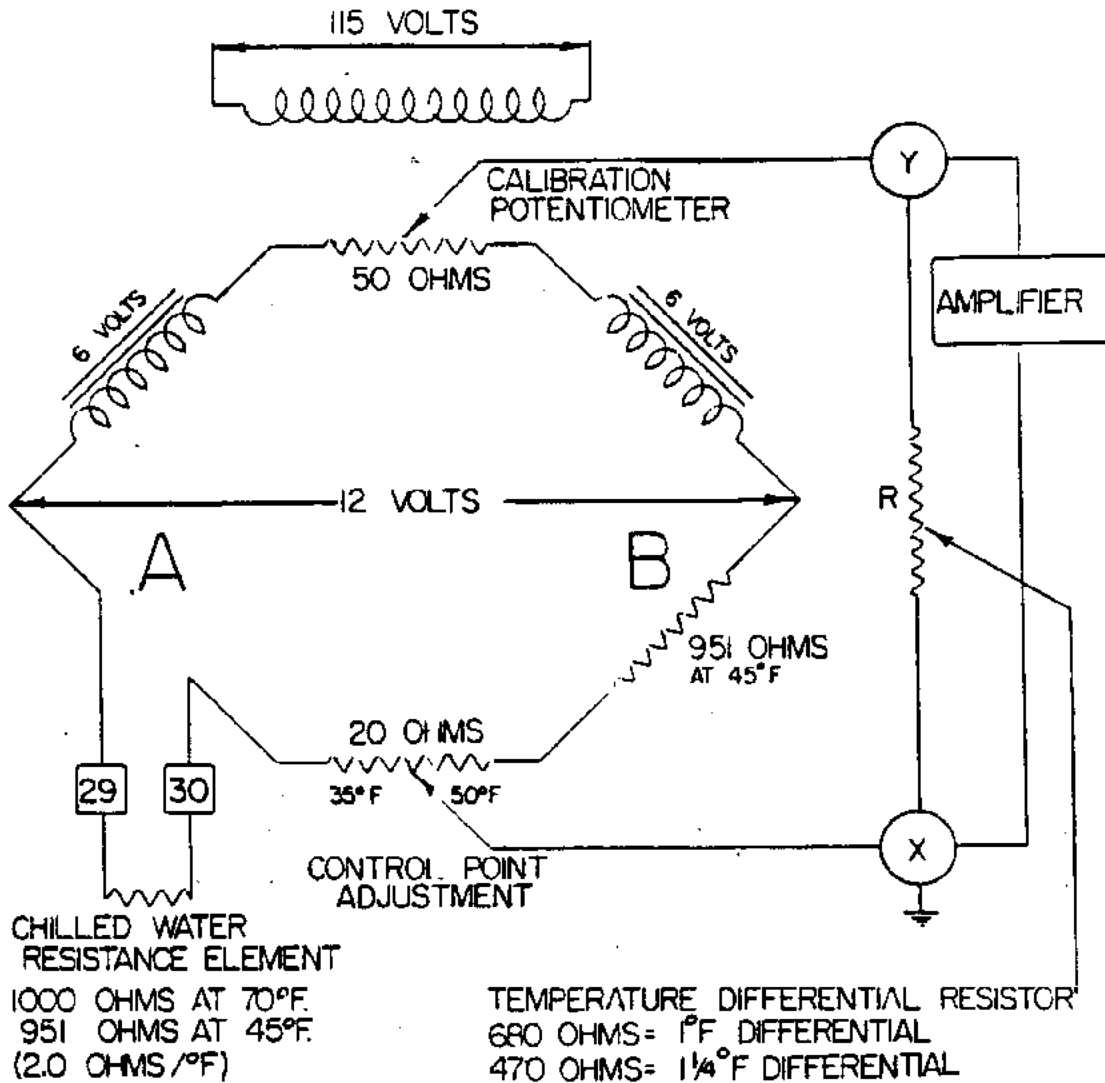 115 VOLTS
Y
CALIBRATION
POTENTIOMETER
50 OHMS
6 VOLTS
6 VOLTS
AMPLIFIER
12 VOLTS
R
A
B
951 OHMS
AT 45°F
20 OHMS
35°F
50°F
29
30
X
CONTROL POINT
ADJUSTMENT
CHILLED WATER
RESISTANCE ELEMENT
1000 OHMS AT 70°F.
951 OHMS AT 45°F.
(2.0 OHMS/°F)
TEMPERATURE DIFFERENTIAL RESISTOR
680 OHMS= 1°F DIFFERENTIAL
470 OHMS= 1¼°F DIFFERENTIAL